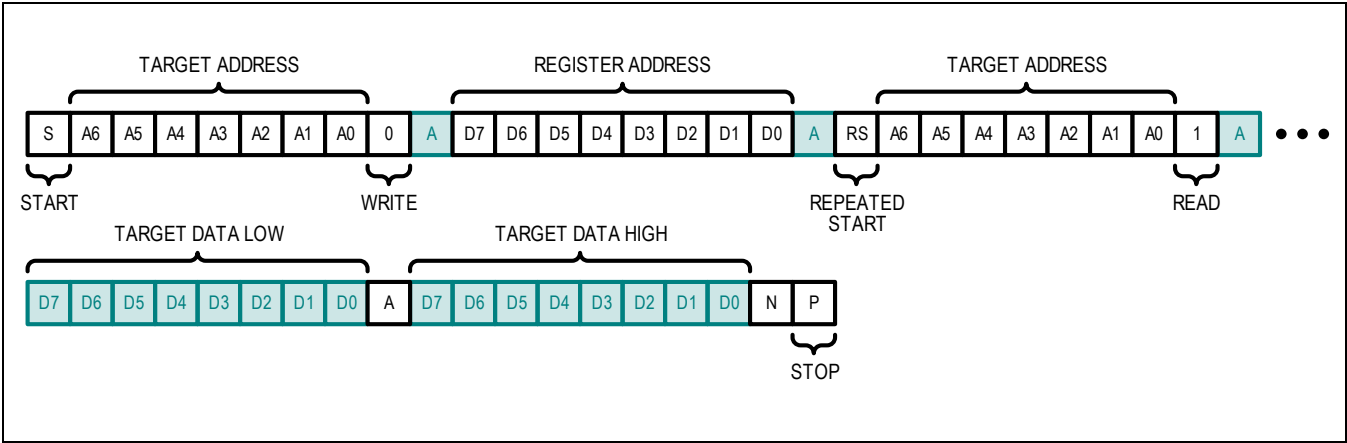 TARGET ADDRESS REGISTER ADDRESS TARGET ADDRESS
S A6 A5 A4 A3 A2 A1 A0 0 A D7 D6 D5 D4 D3 D2 D1 D0 A RS A6 A5 A4 A3 A2 A1 A0 1 A •••
START WRITE REPEATED START READ
TARGET DATA LOW TARGET DATA HIGH
D7 D6 D5 D4 D3 D2 D1 D0 A D7 D6 D5 D4 D3 D2 D1 D0 N P
STOP